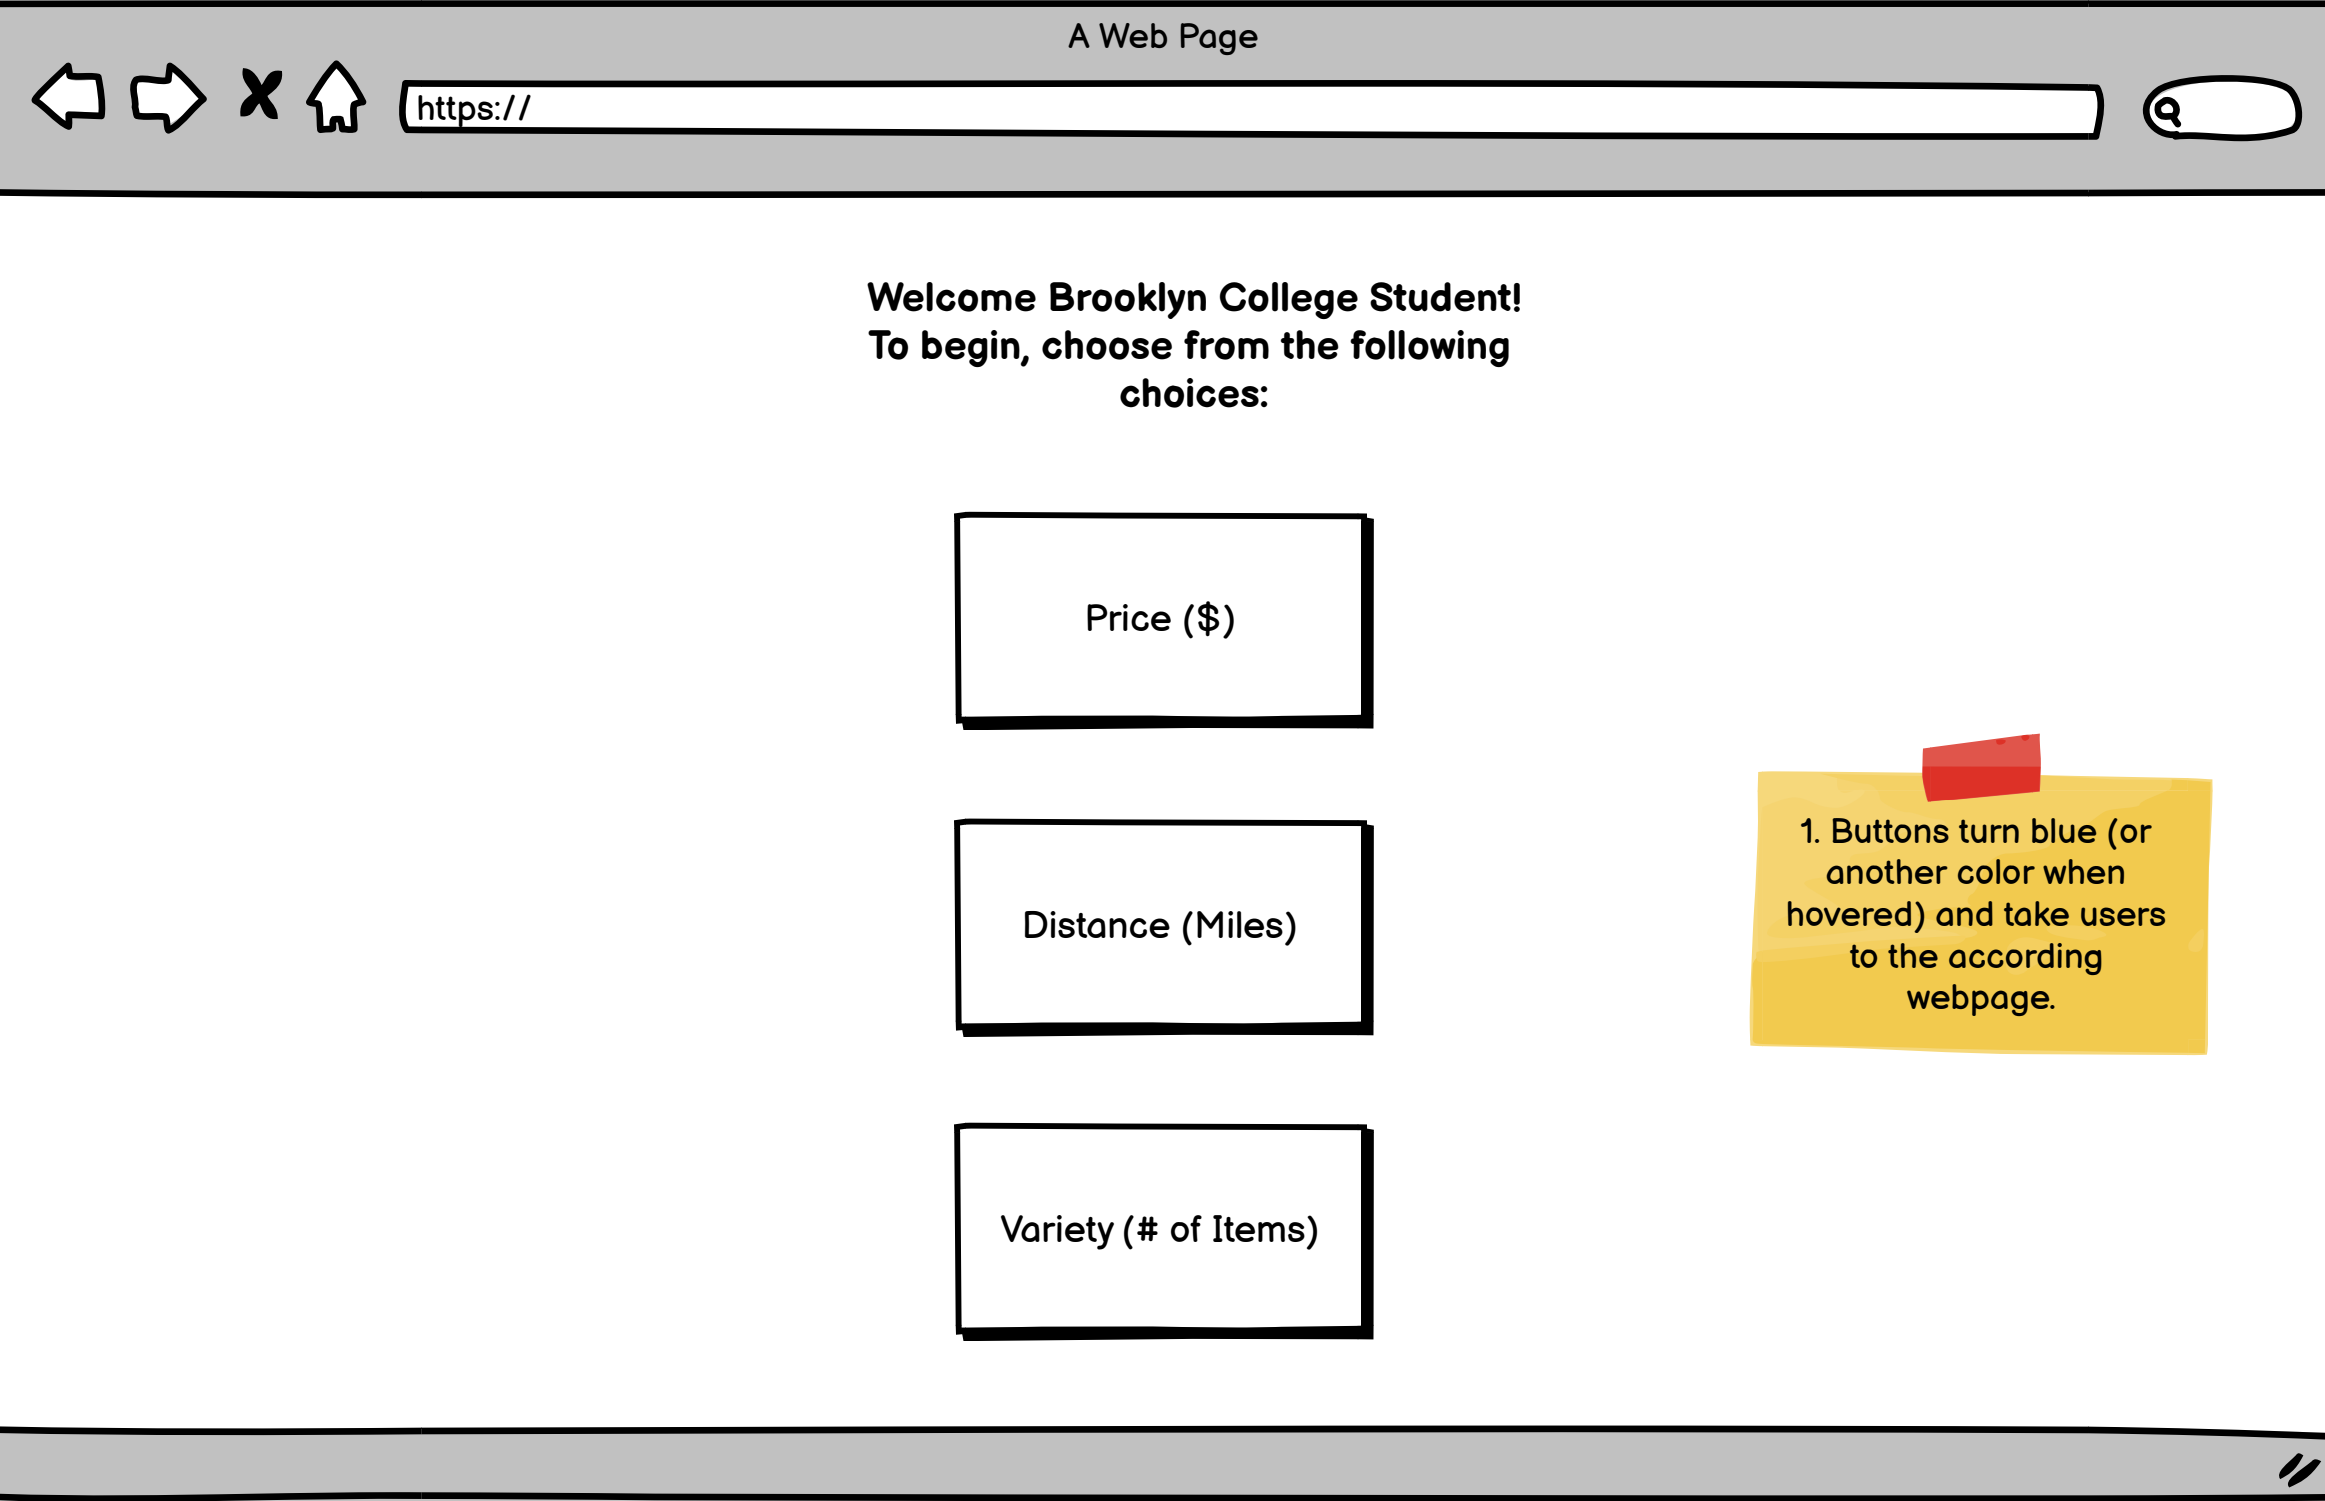 A Web Page
https://
Welcome Brooklyn College Student!
To begin, choose from the following
choices:
Price ($)
Distance (Miles)
1. Buttons turn blue (or
another color when
hovered) and take users
to the according
webpage.
Variety (# of Items)